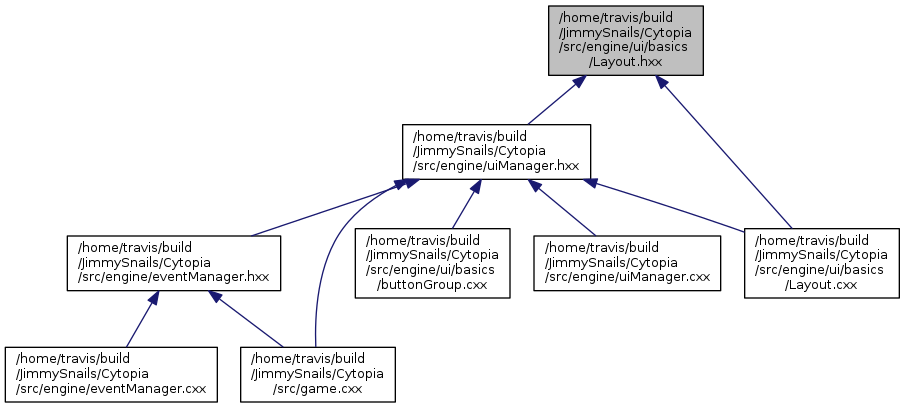 /home/travis/build
/JimmySnails/Cytopia
/src/engine/ui/basics
/Layout.hxx
/home/travis/build
/JimmySnails/Cytopia
/src/engine/uiManager.hxx
/home/travis/build
/JimmySnails/Cytopia
/src/engine/eventManager.hxx
/home/travis/build
/JimmySnails/Cytopia
/src/engine/ui/basics
/buttonGroup.cxx
/home/travis/build
/JimmySnails/Cytopia
/src/engine/uiManager.cxx
/home/travis/build
/JimmySnails/Cytopia
/src/engine/ui/basics
/Layout.cxx
/home/travis/build
/JimmySnails/Cytopia
/src/engine/eventManager.cxx
/home/travis/build
/JimmySnails/Cytopia
/src/game.cxx